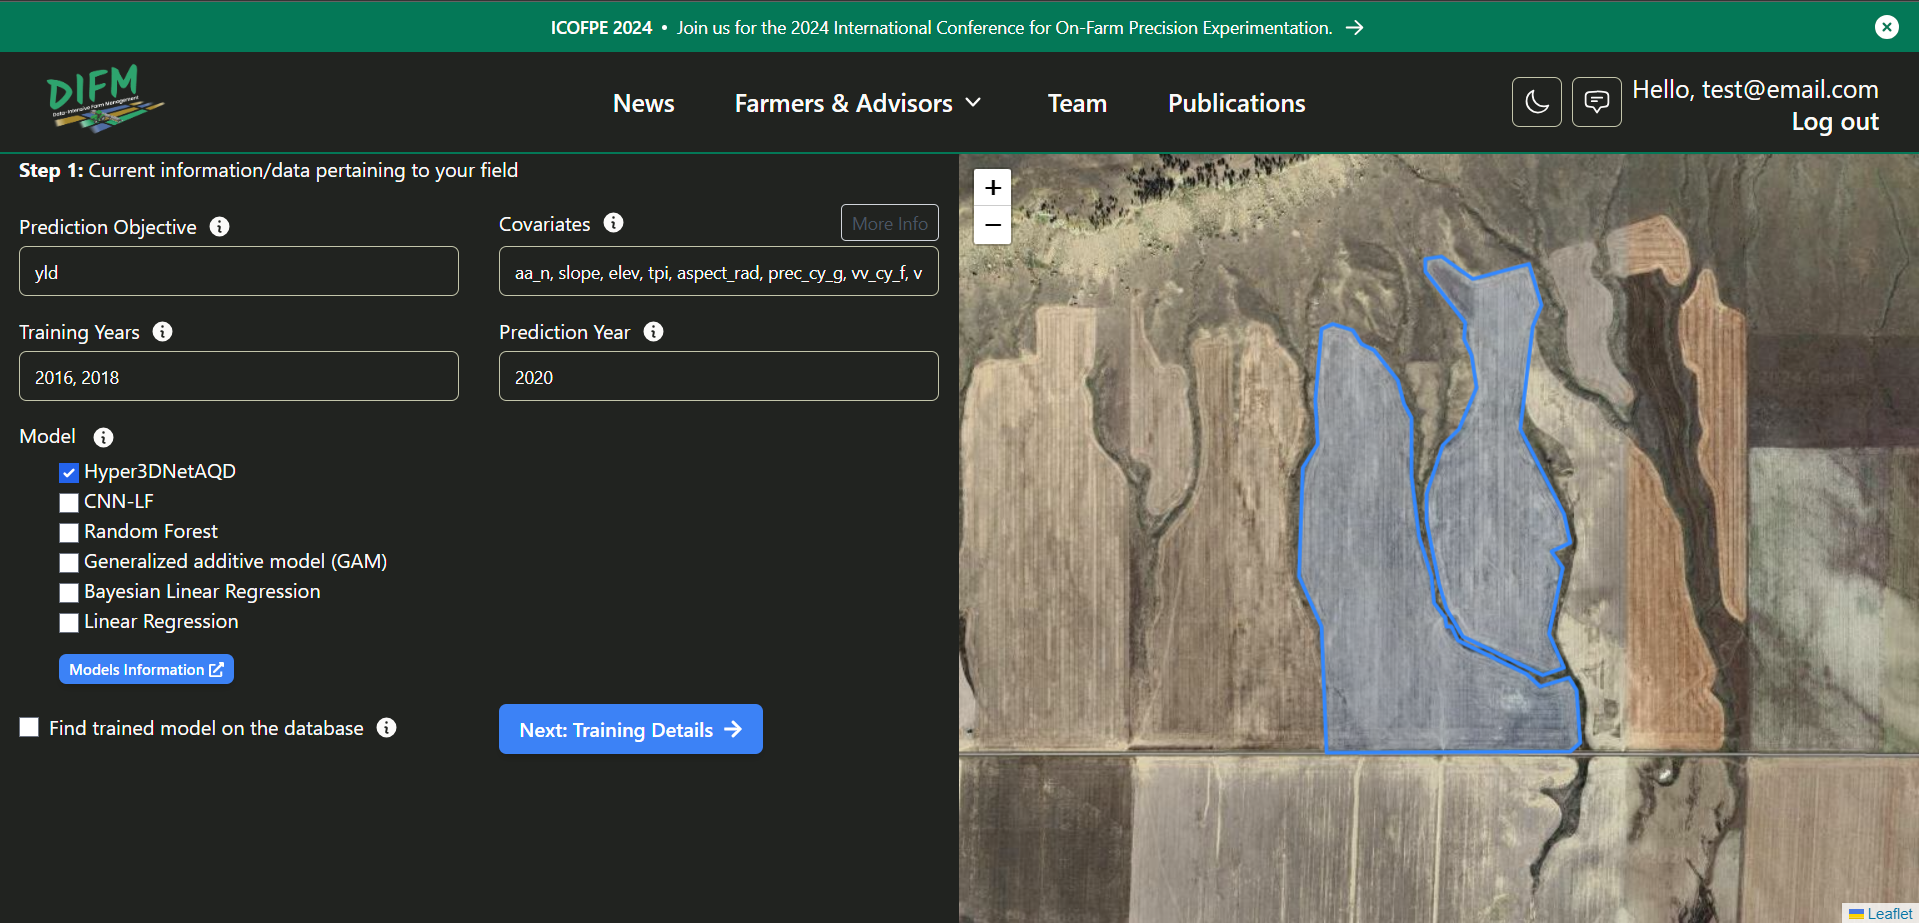 ICOFPE 2024 • Join us for the 2024 International Conference for On-Farm Precision Experimentation. →
DIFM
Data-Intensive Farm Management
News
Farmers & Advisors
Team
Publications
Hello, test@email.com
Log out
Step 1: Current information/data pertaining to your field
Prediction Objective
yld
Covariates
More Info
aa_n, slope, elev, tpi, aspect_rad, prec_cy_g, vv_cy_f, v
Training Years
2016, 2018
Prediction Year
2020
Model
Hyper3DNetAQD
CNN-LF
Random Forest
Generalized additive model (GAM)
Bayesian Linear Regression
Linear Regression
Models Information
Find trained model on the database
Next: Training Details →
+
−
Leaflet